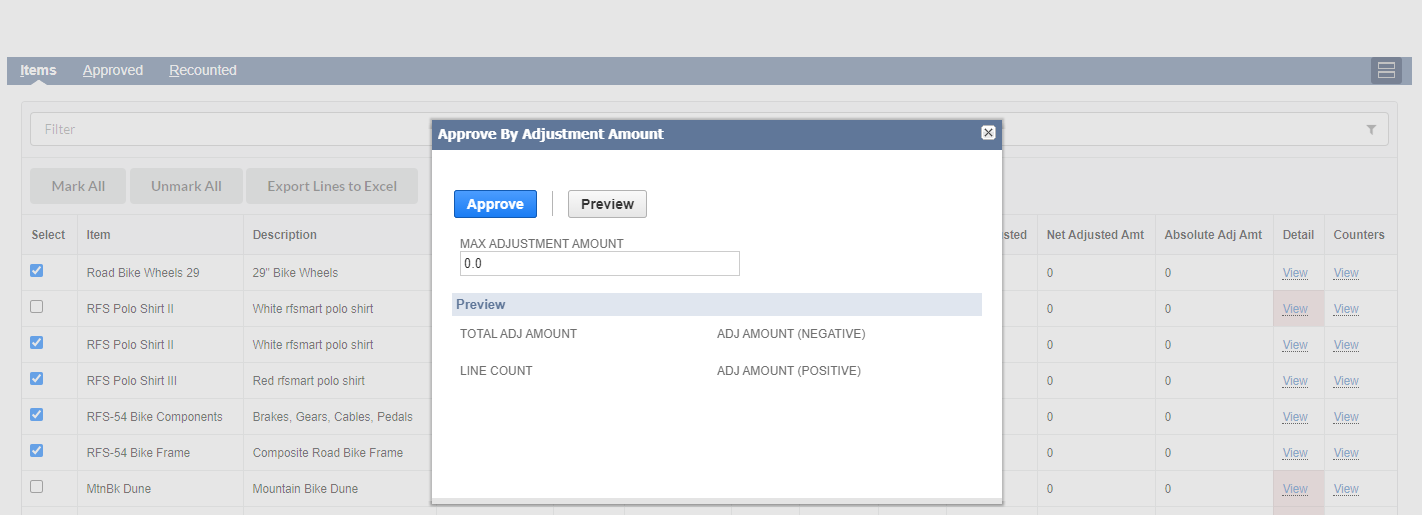 Items Approved Recounted
Filter
Approve By Adjustment Amount
Mark All Unmark All Export Lines to Excel
Approve Preview
Select Item Description Net Adjusted Amt Absolute Adj Amt Detail Counters
MAX ADJUSTMENT AMOUNT
0.0
Road Bike Wheels 29 29" Bike Wheels 0 0 View View
Preview
RFS Polo Shirt II White rfsmart polo shirt 0 0 View View
TOTAL ADJ AMOUNT ADJ AMOUNT (NEGATIVE)
RFS Polo Shirt II White rfsmart polo shirt 0 0 View View
LINE COUNT ADJ AMOUNT (POSITIVE)
RFS Polo Shirt III Red rfsmart polo shirt 0 0 View View
RFS-54 Bike Components Brakes, Gears, Cables, Pedals 0 0 View View
RFS-54 Bike Frame Composite Road Bike Frame 0 0 View View
MtnBk Dune Mountain Bike Dune 0 0 View View